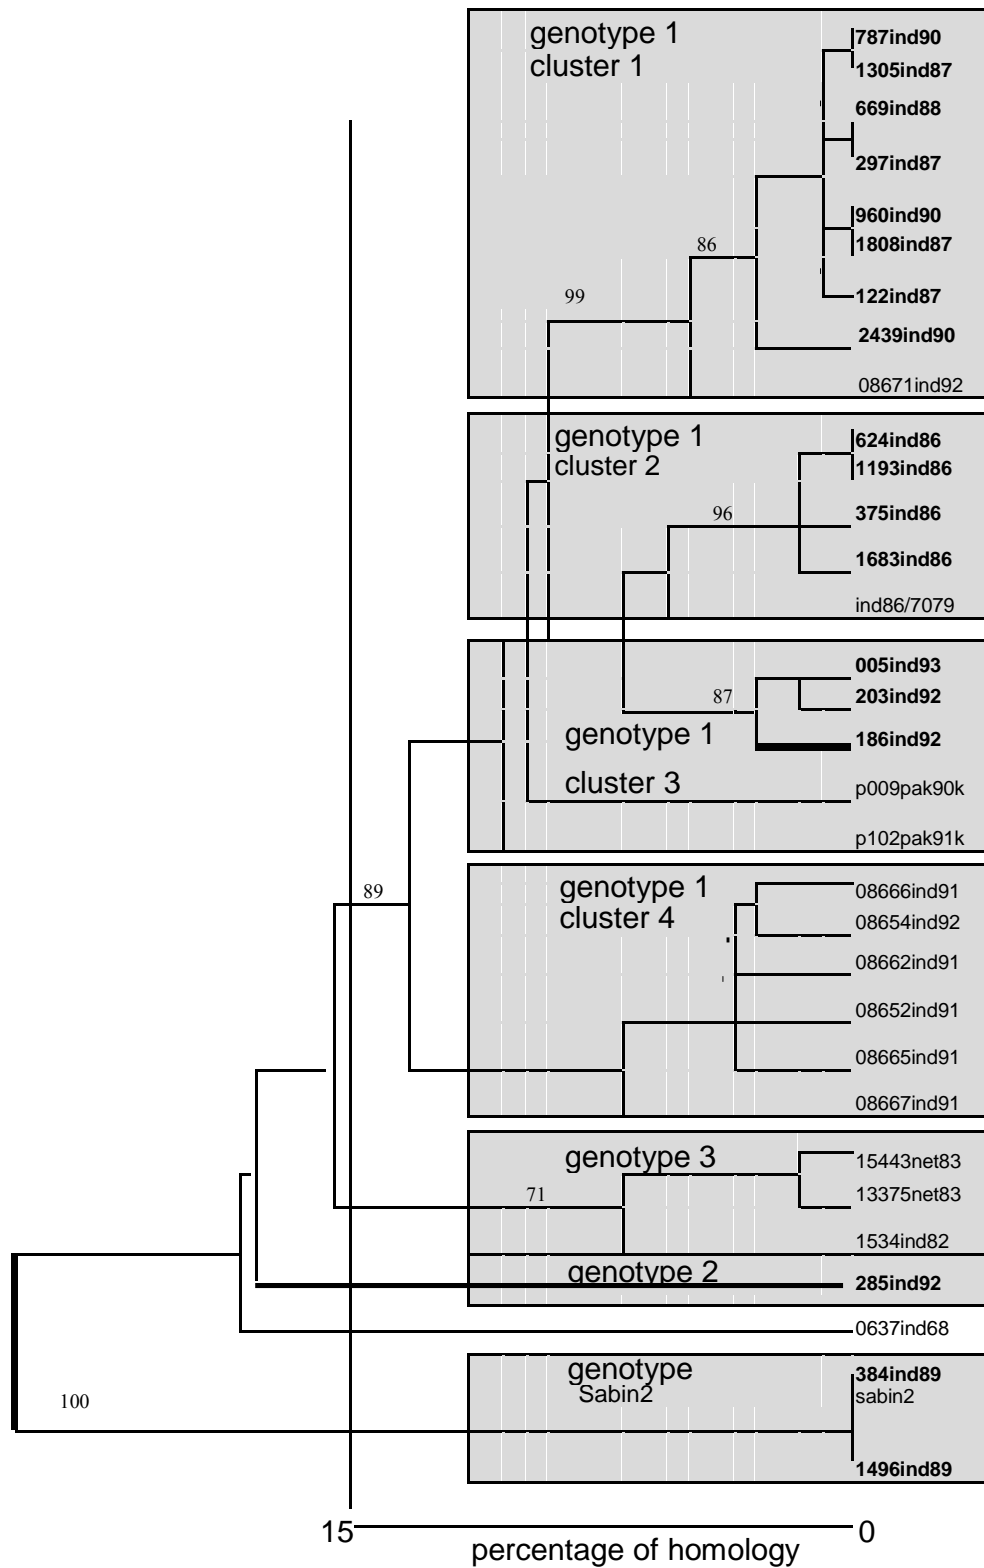 genotype 1
cluster 1
787ind90
1305ind87
669ind88
297ind87
960ind90
1808ind87
86
99
122ind87
2439ind90
08671ind92
genotype 1
cluster 2
624ind86
1193ind86
96
375ind86
1683ind86
ind86/7079
005ind93
87
203ind92
genotype 1
186ind92
cluster 3
p009pak90k
p102pak91k
89
genotype 1
cluster 4
08666ind91
08654ind92
08662ind91
08652ind91
08665ind91
08667ind91
genotype 3
15443net83
71
13375net83
1534ind82
genotype 2
285ind92
0637ind68
genotype
Sabin2
384ind89
sabin2
100
1496ind89
15
0
percentage of homology